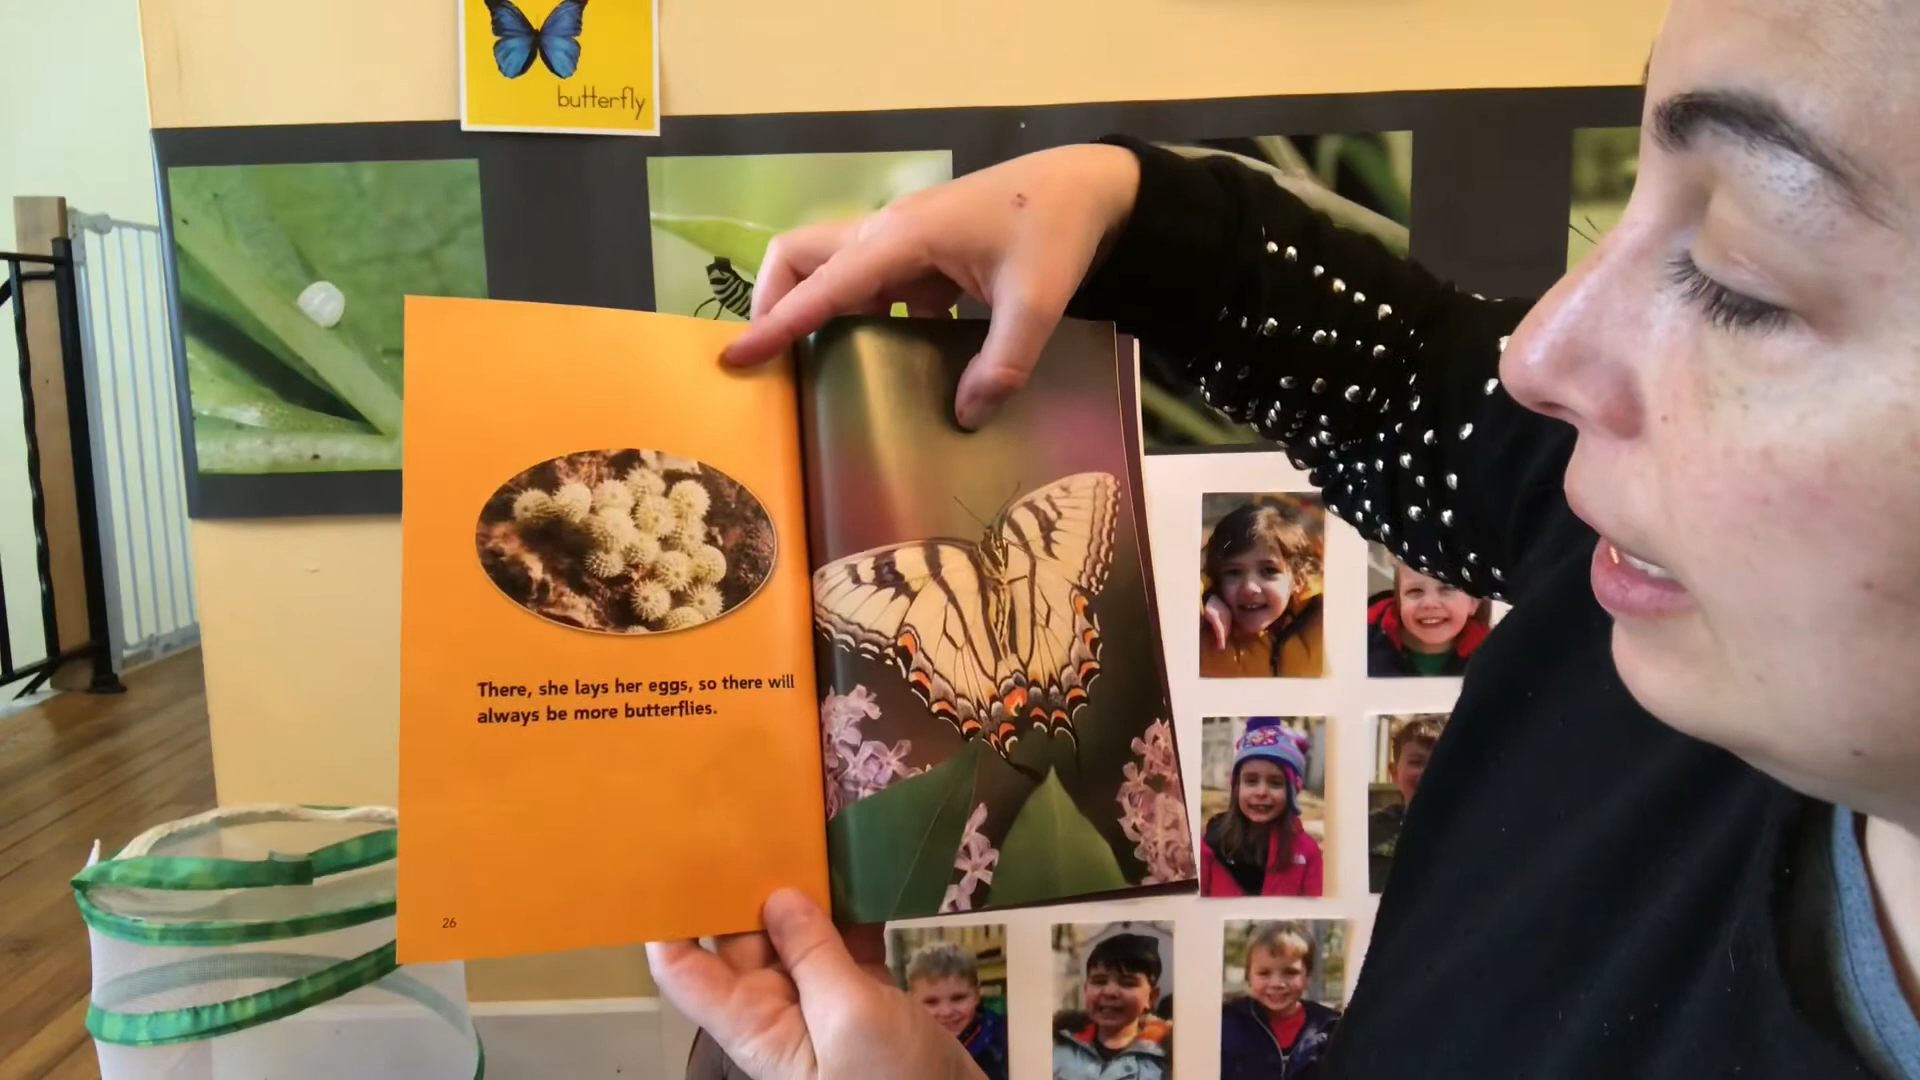 butterfly
There, she lays her eggs, so there will
always be more butterflies.
26